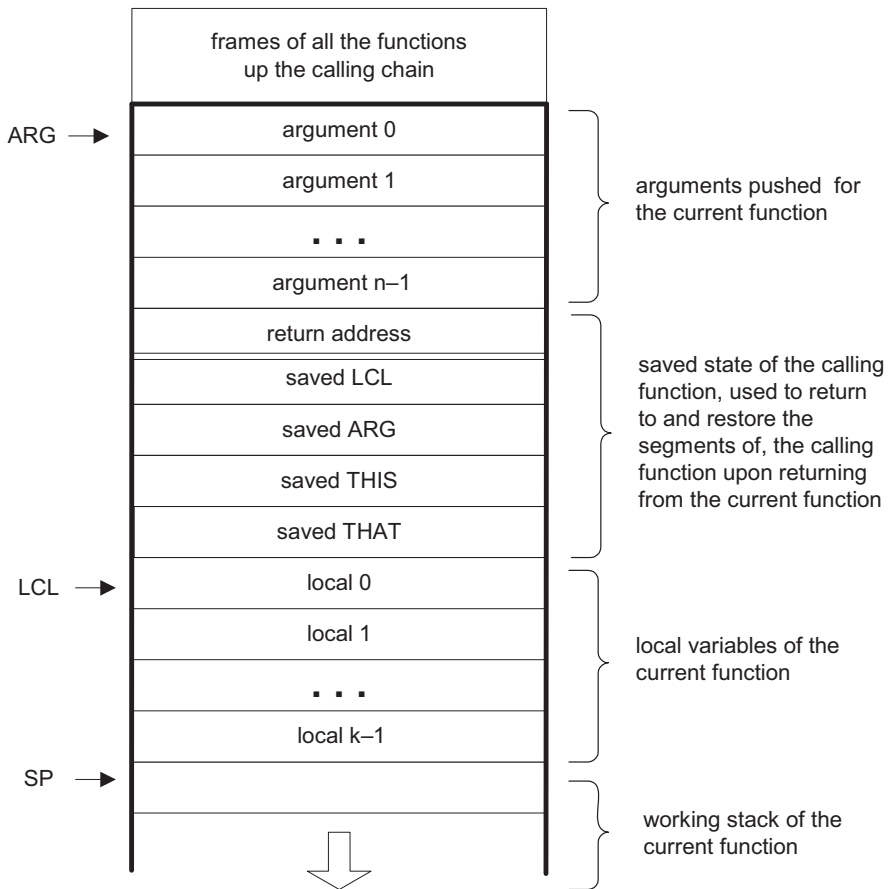 frames of all the functions
up the calling chain
ARG
argument 0
argument 1
. . .
argument n–1
arguments pushed for
the current function
return address
saved LCL
saved ARG
saved THIS
saved THAT
saved state of the calling
function, used to return
to and restore the
segments of, the calling
function upon returning
from the current function
LCL
local 0
local 1
. . .
local k–1
local variables of the
current function
SP
working stack of the
current function